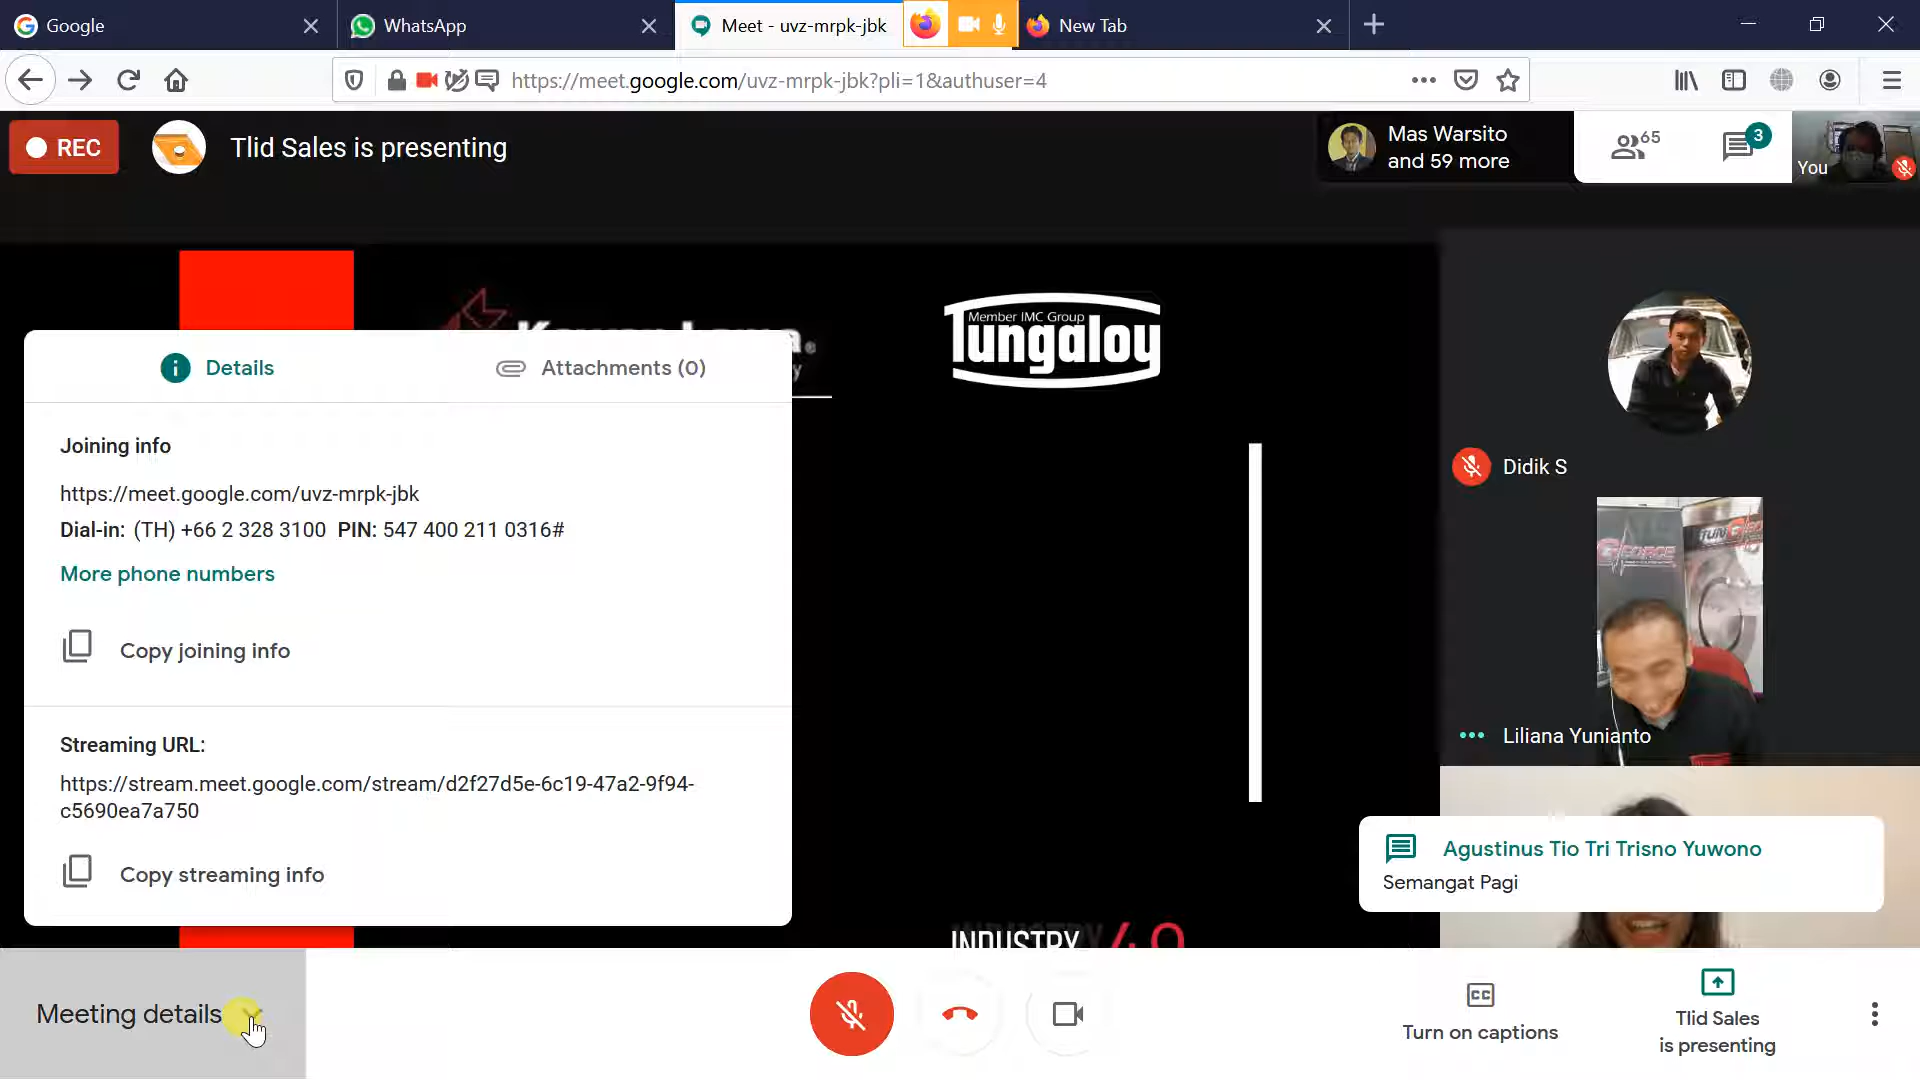 Google
WhatsApp
Meet - uvz-mrpk-jbk
New Tab
https://meet.google.com/uvz-mrpk-jbk?pli=1&authuser=4
REC
Tlid Sales is presenting
Mas Warsito
and 59 more
65
3
You
Member IMC Group
Tungaloy
Details
Attachments (0)
Joining info
https://meet.google.com/uvz-mrpk-jbk
Dial-in: (TH) +66 2 328 3100 PIN: 547 400 211 0316#
More phone numbers
Copy joining info
Streaming URL:
https://stream.meet.google.com/stream/d2f27d5e-6c19-47a2-9f94-
c5690ea7a750
Copy streaming info
Didik S
G FORCE
Liliana Yunianto
Agustinus Tio Tri Trisno Yuwono
Semangat Pagi
INDUSTRY 4.0
Meeting details
CC
Turn on captions
Tlid Sales
is presenting